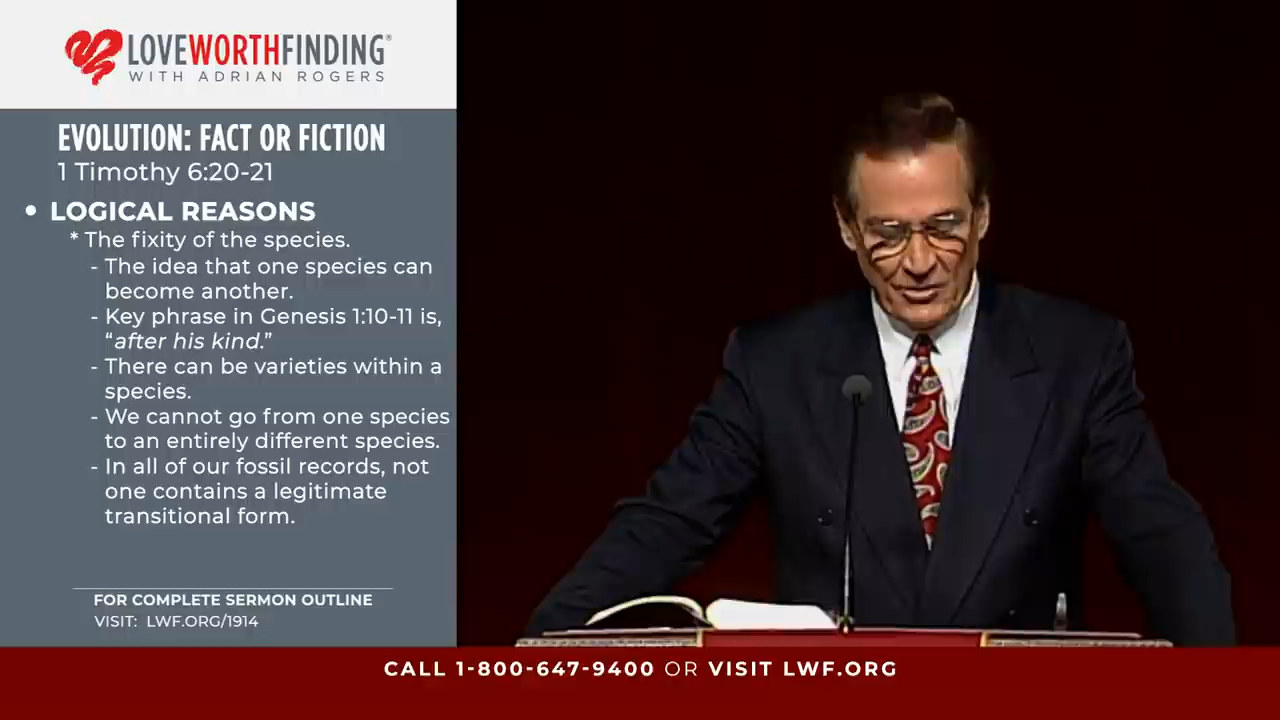 LOVEWORTHFINDING®
WITH ADRIAN ROGERS
EVOLUTION: FACT OR FICTION
1 Timothy 6:20-21
• LOGICAL REASONS
* The fixity of the species.
- The idea that one species can
become another.
- Key phrase in Genesis 1:10-11 is,
“after his kind.”
- There can be varieties within a
species.
- We cannot go from one species
to an entirely different species.
- In all of our fossil records, not
one contains a legitimate
transitional form.
FOR COMPLETE SERMON OUTLINE
VISIT: LWF.ORG/1914
CALL 1-800-647-9400 OR VISIT LWF.ORG